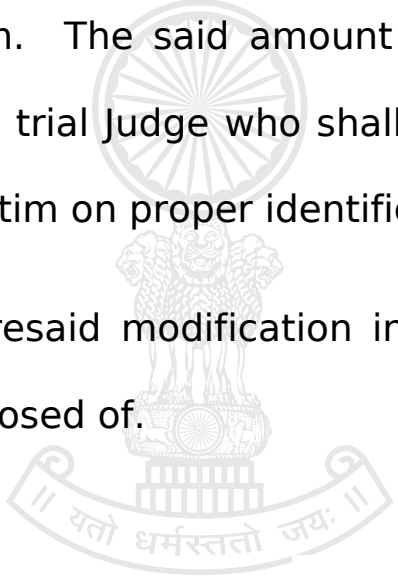 n. The said amount
trial Judge who shall
tim on proper identific
resaid modification in
osed of.
॥ यतो धर्मस्ततो जयः ॥